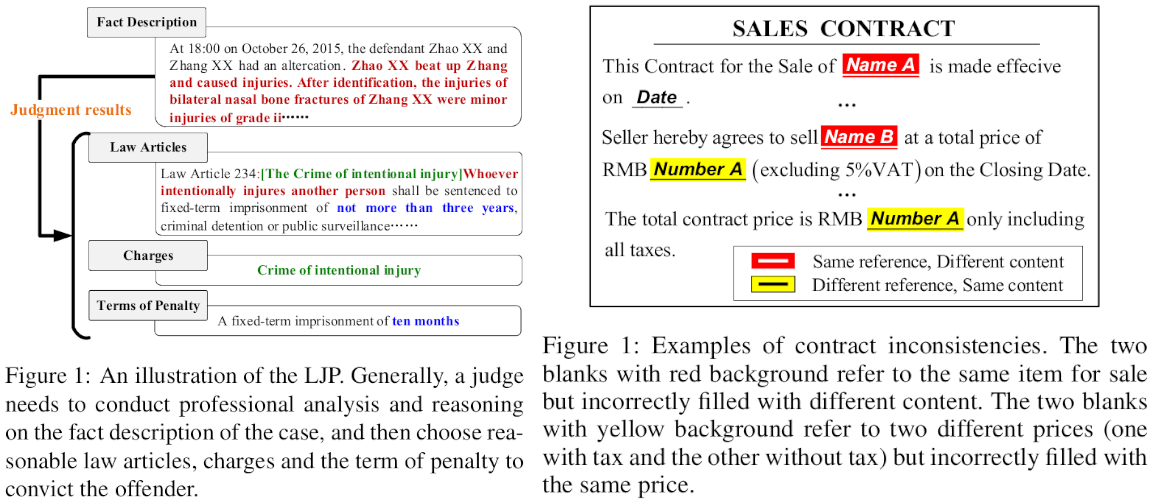 Fact Description
At 18:00 on October 26, 2015, the defendant Zhao XX and
Zhang XX had an altercation. Zhao XX beat up Zhang
and caused injuries. After identification, the injuries of
bilateral nasal bone fractures of Zhang XX were minor
injuries of grade ii……
Judgment results
Law Articles
Law Article 234:[The Crime of intentional injury]Whoever
intentionally injures another person shall be sentenced to
fixed-term imprisonment of not more than three years,
criminal detention or public surveillance……
Charges
Crime of intentional injury
Terms of Penalty
A fixed-term imprisonment of ten months
Figure 1: An illustration of the LJP. Generally, a judge
needs to conduct professional analysis and reasoning
on the fact description of the case, and then choose rea-
sonable law articles, charges and the term of penalty to
convict the offender.
SALES CONTRACT
This Contract for the Sale of Name A is made effecive
on Date .
...
Seller hereby agrees to sell Name B at a total price of
RMB Number A (excluding 5%VAT) on the Closing Date.
...
The total contract price is RMB Number A only including
all taxes.
Same reference, Different content
Different reference, Same content
Figure 1: Examples of contract inconsistencies. The two
blanks with red background refer to the same item for sale
but incorrectly filled with different content. The two blanks
with yellow background refer to two different prices (one
with tax and the other without tax) but incorrectly filled with
the same price.